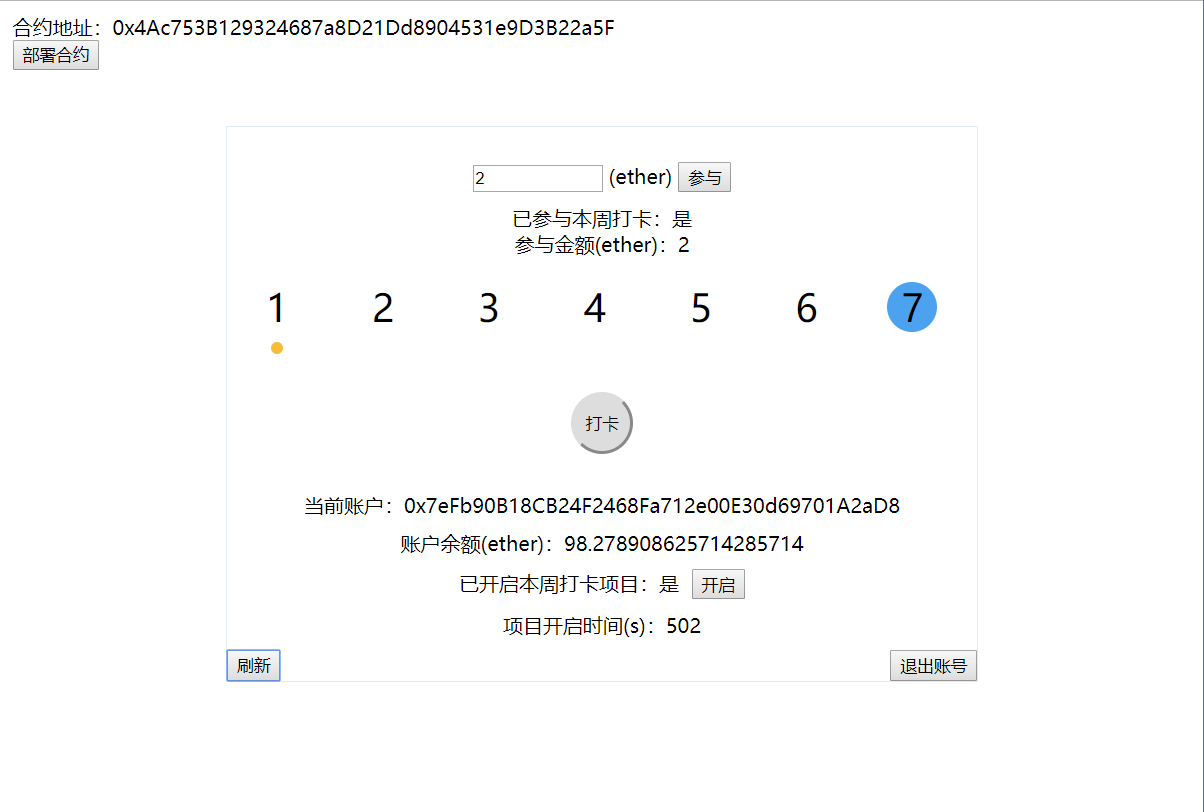 合约地址：0x4Ac753B129324687a8D21Dd8904531e9D3B22a5F
部署合约
2 (ether) 参与
已参与本周打卡：是
参与金额(ether)：2
1 2 3 4 5 6 7
打卡
当前账户：0x7eFb90B18CB24F2468Fa712e00E30d69701A2aD8
账户余额(ether)：98.278908625714285714
已开启本周打卡项目：是 开启
项目开启时间(s)：502
刷新 退出账号